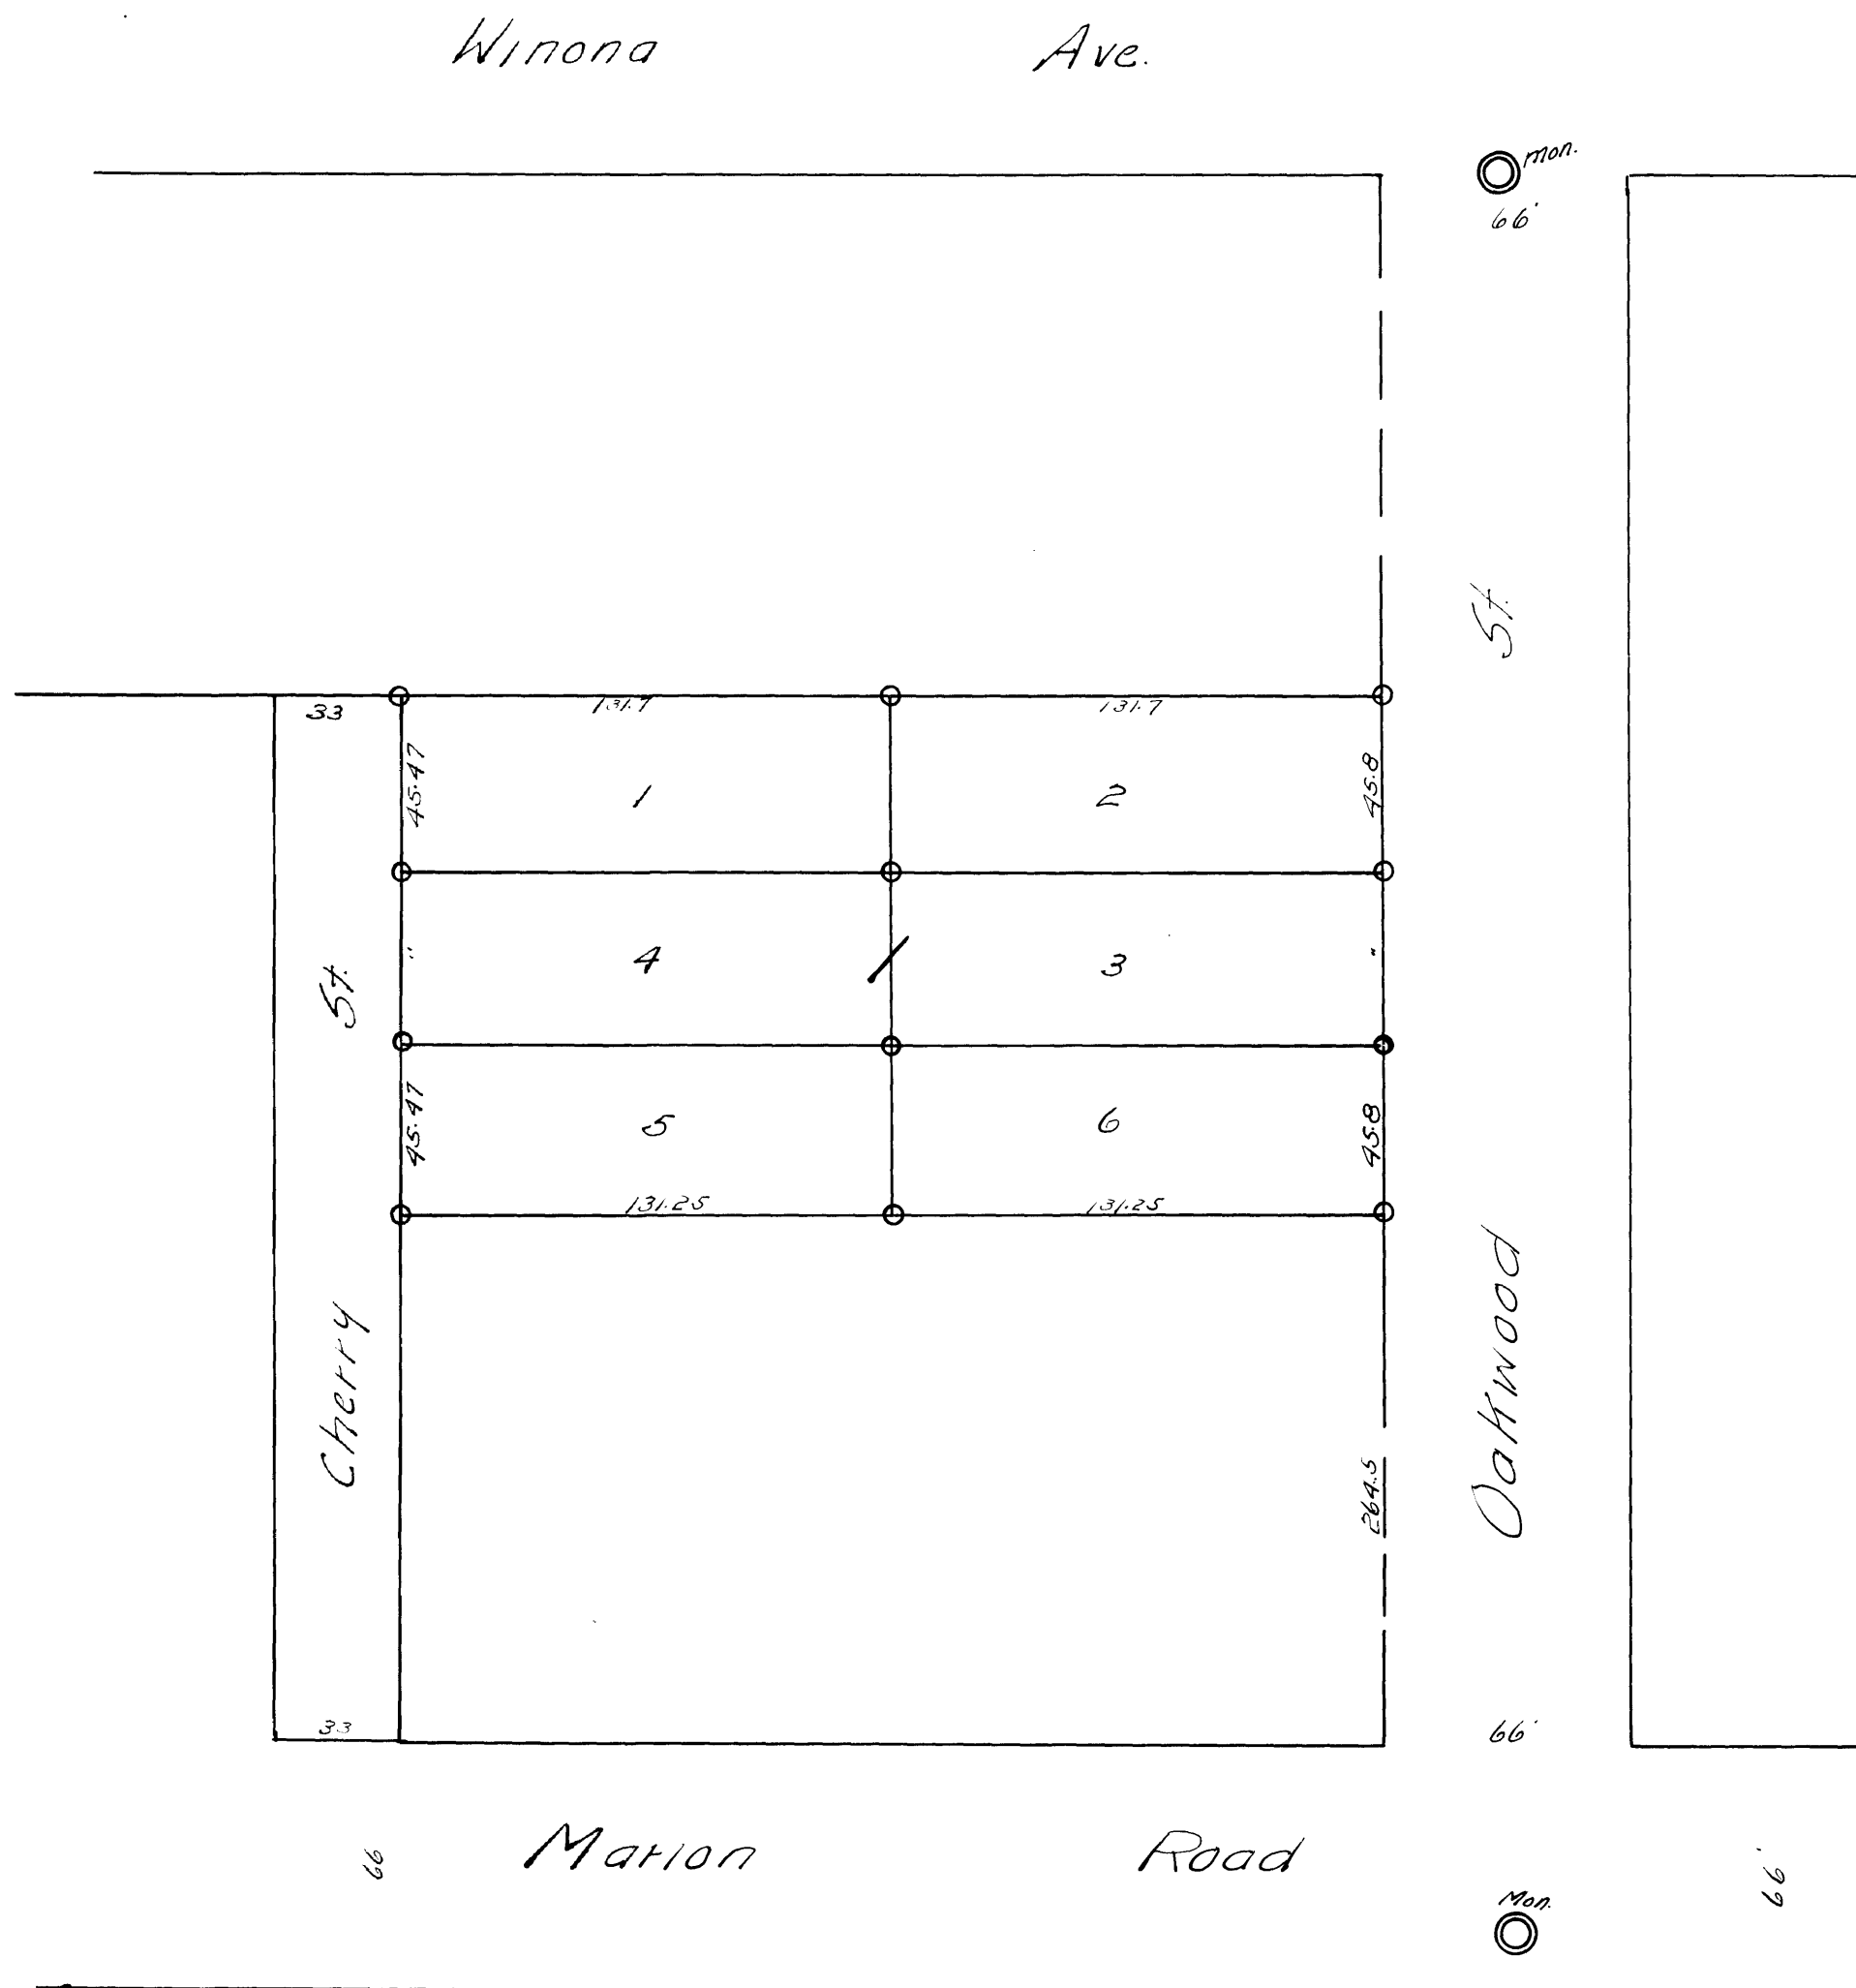 Winona Ave.
mon.
66'
St.
33 131.7 131.7
45.47 1 2 45.8
St. " 4 1 3 "
45.47 5 6 45.8
131.25 131.25
Cherry
Oakwood
264.5
33
66'
66 Marion Road 66'
Mon.